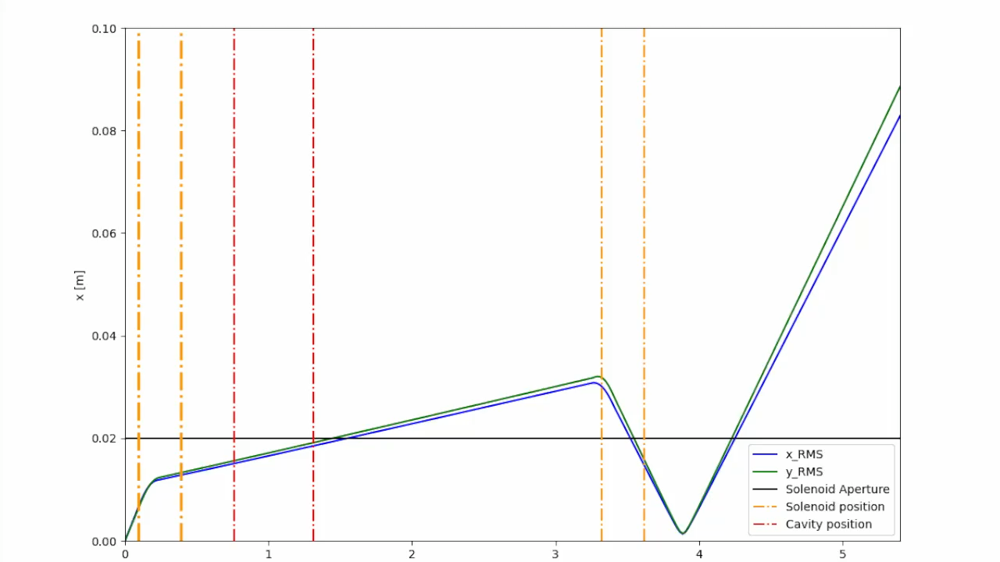 0.10
0.08
0.06
0.04
0.02
0.00
x [m]
0 1 2 3 4 5
x_RMS
y_RMS
Solenoid Aperture
Solenoid position
Cavity position